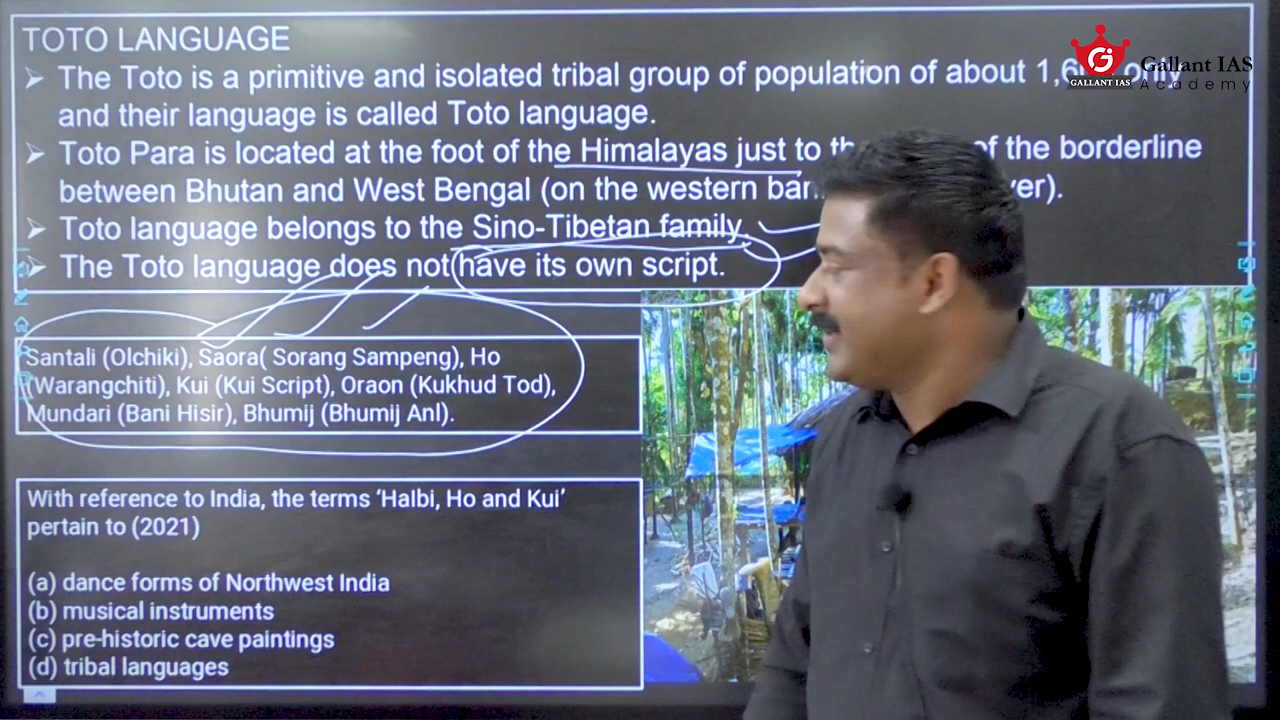 TOTO LANGUAGE
The Toto is a primitive and isolated tribal group of population of about
and their language is called Toto language.
Toto Para is located at the foot of the Himalayas just to of the borderline
between Bhutan and West Bengal (on the western
Toto language belongs to the Sino-Tibetan family.
The Toto language does not have its own script.
Santali (Olchiki), Saora( Sorang Sampeng), Ho
(Warangchiti), Kui (Kui Script), Oraon (Kukhud Tod),
Mundari (Bani Hisir), Bhumij (Bhumij Anl).
With reference to India, the terms ‘Halbi, Ho and Kui’
pertain to (2021)
(a) dance forms of Northwest India
(b) musical instruments
(c) pre-historic cave paintings
(d) tribal languages
Gallant IAS
Academy
GALLANT IAS